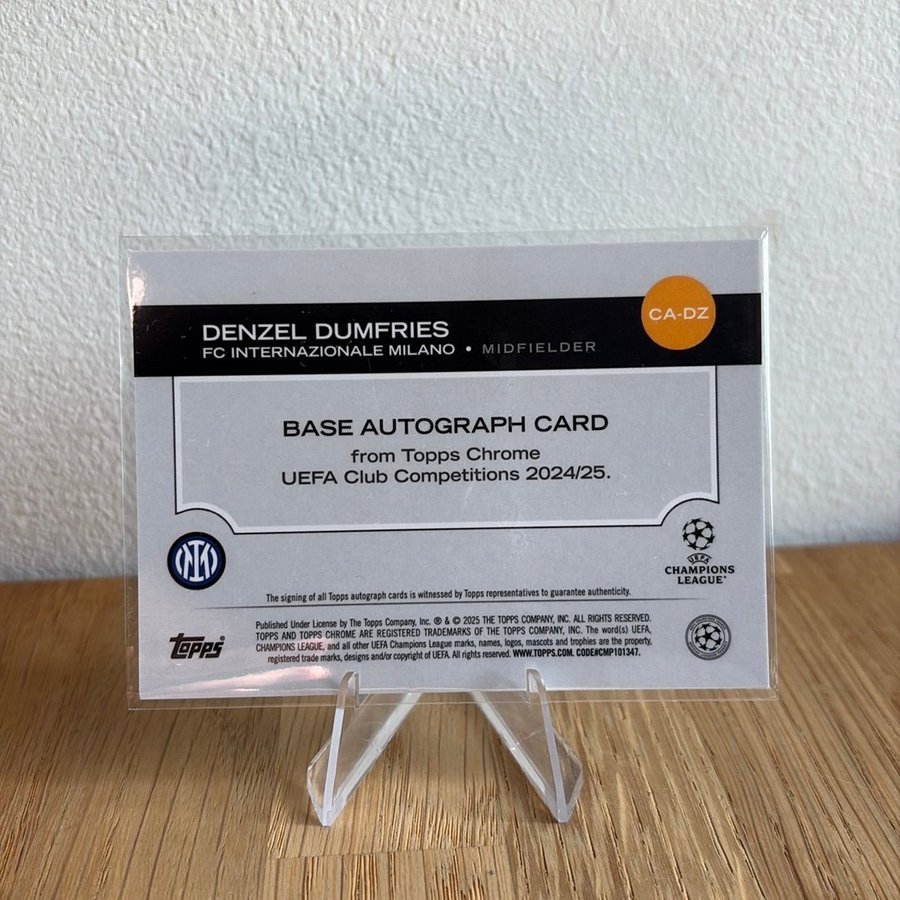 DENZEL DUMFRIES
FC INTERNAZIONALE MILANO • MIDFIELDER
CA-DZ
BASE AUTOGRAPH CARD
from Topps Chrome
UEFA Club Competitions 2024/25.
UEFA
CHAMPIONS
LEAGUE®
The signing of all Topps autograph cards is witnessed by Topps representatives to guarantee authenticity.
topps®
Published Under License by The Topps Company, Inc. ® & © 2025 THE TOPPS COMPANY, INC. ALL RIGHTS RESERVED.
TOPPS AND TOPPS CHROME ARE REGISTERED TRADEMARKS OF THE TOPPS COMPANY, INC. The word(s) UEFA,
CHAMPIONS LEAGUE, and all other UEFA Champions League marks, names, logos, mascots and trophies are the property,
registered trade marks, designs and/or copyright of UEFA. All rights reserved. WWW.TOPPS.COM. CODE#CMP101347.